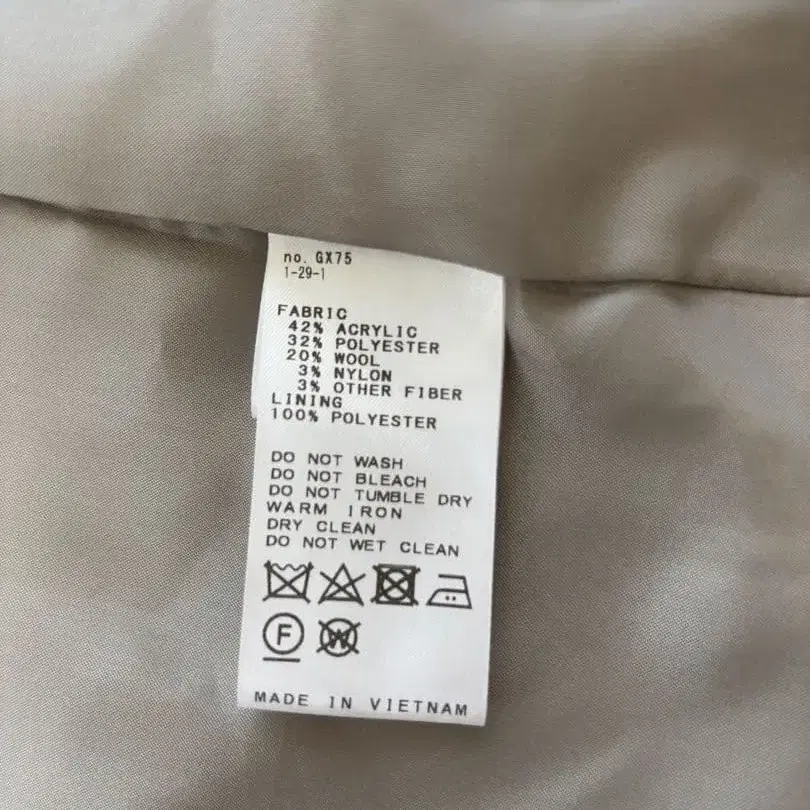 no. GX75
1-29-1
FABRIC
42% ACRYLIC
32% POLYESTER
20% WOOL
3% NYLON
3% OTHER FIBER
LINING
100% POLYESTER
DO NOT WASH
DO NOT BLEACH
DO NOT TUMBLE DRY
WARM IRON
DRY CLEAN
DO NOT WET CLEAN
F W
MADE IN VIETNAM